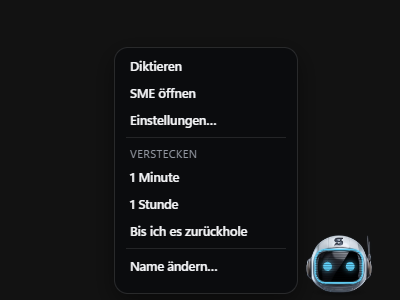 Diktieren
SME öffnen
Einstellungen...
VERSTECKEN
1 Minute
1 Stunde
Bis ich es zurückhole
Name ändern...